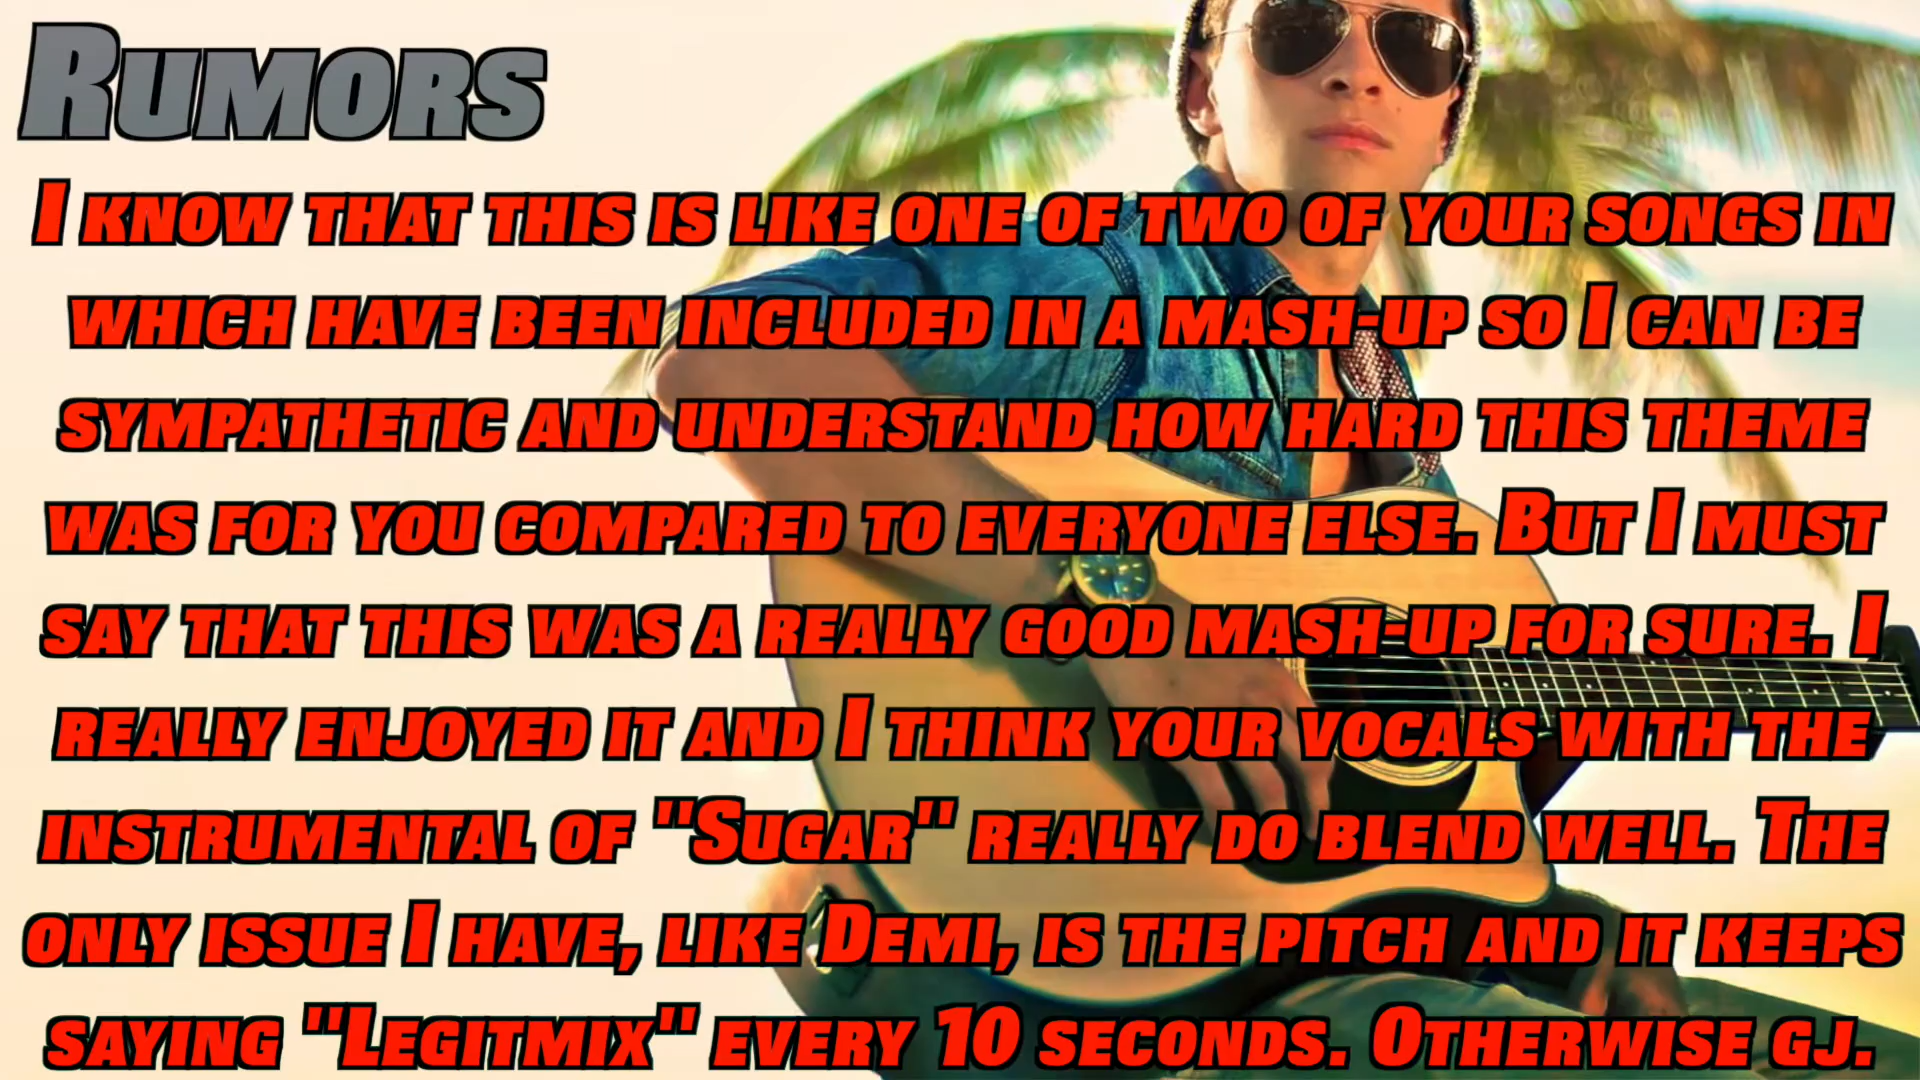 Rumors
I know that this is like one of two of your songs in
which have been included in a mash-up so I can be
sympathetic and understand how hard this theme
was for you compared to everyone else. But I must
say that this was a really good mash-up for sure. I
really enjoyed it and I think your vocals with the
instrumental of "Sugar" really do blend well. The
only issue I have, like Demi, is the pitch and it keeps
saying "Legitmix" every 10 seconds. Otherwise gj.